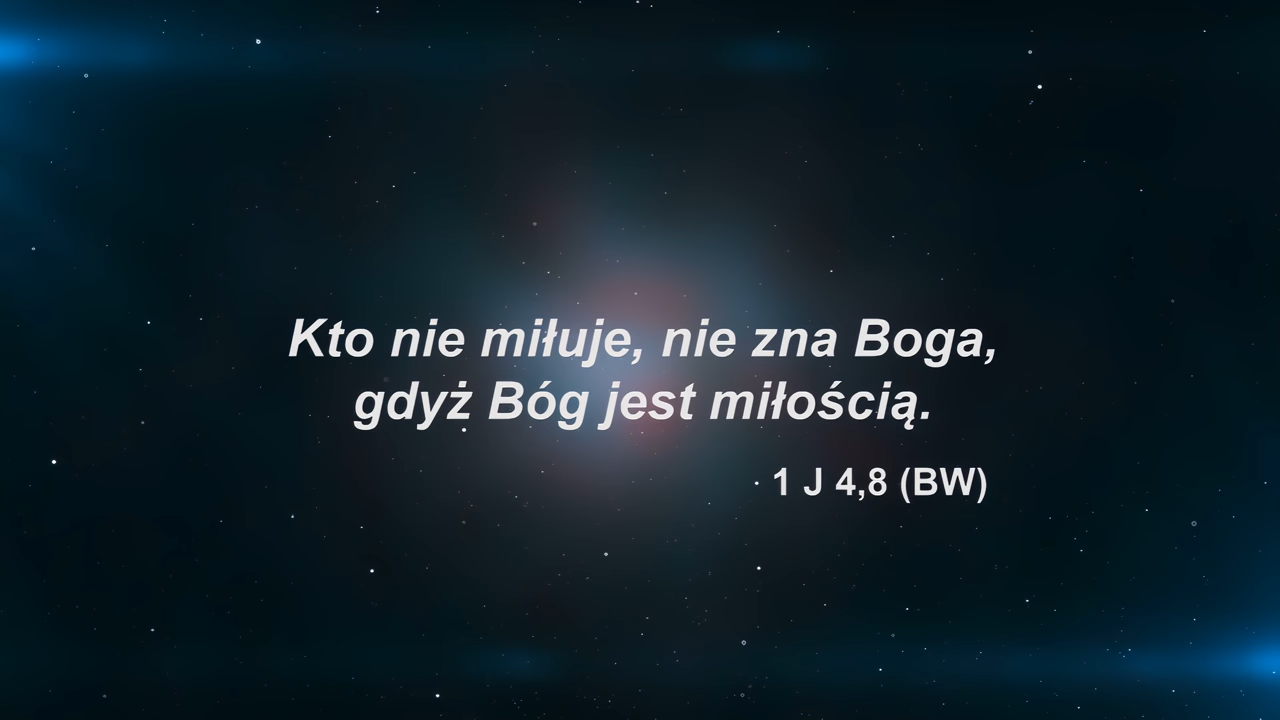 Kto nie miłuje, nie zna Boga,
gdyż Bóg jest miłością.
1 J 4,8 (BW)